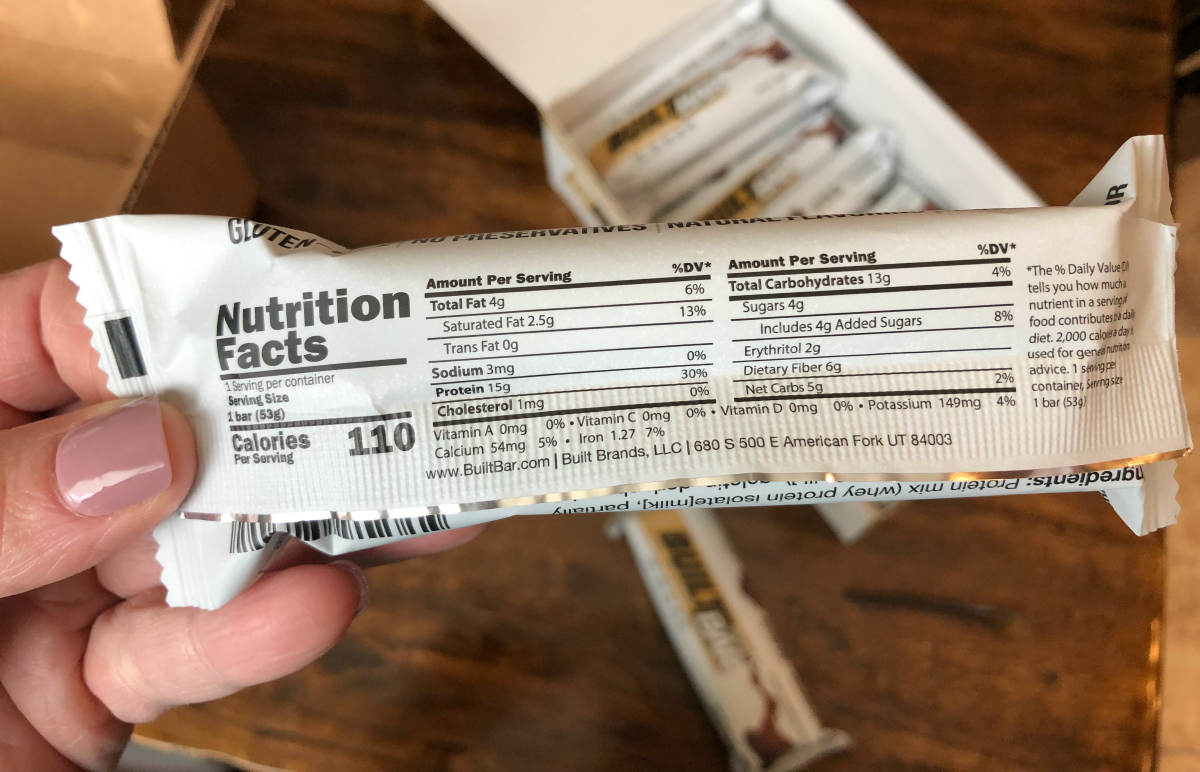 BUILT BAR
BUILT
GLUTEN
NO PRESERVATIVES | NATURAL FLAVORING
Nutrition
Facts
1 Serving per container
Serving Size
1 bar (53g)
Calories 110
Per Serving
Amount Per Serving %DV*
Total Fat 4g 6%
Saturated Fat 2.5g 13%
Trans Fat 0g
Sodium 3mg 0%
Protein 15g 30%
Cholesterol 1mg 0%
Amount Per Serving %DV*
Total Carbohydrates 13g 4%
Sugars 4g
Includes 4g Added Sugars 8%
Erythritol 2g
Dietary Fiber 6g
Net Carbs 5g 2%
Vitamin A 0mg 0% • Vitamin C 0mg 0% • Vitamin D 0mg 0% • Potassium 149mg 4%
Calcium 54mg 5% • Iron 1.27 7%
www.BuiltBar.com | Built Brands, LLC | 680 S 500 E American Fork UT 84003
*The % Daily Value
tells you how much a
nutrient in a serving of
food contributes to a daily
diet. 2,000 calories a day is
used for general nutrition
advice. 1 serving per
container, Serving size
1 bar (53g)
Ingredients: Protein mix (whey protein isolate[milk], partially
BUILT BAR